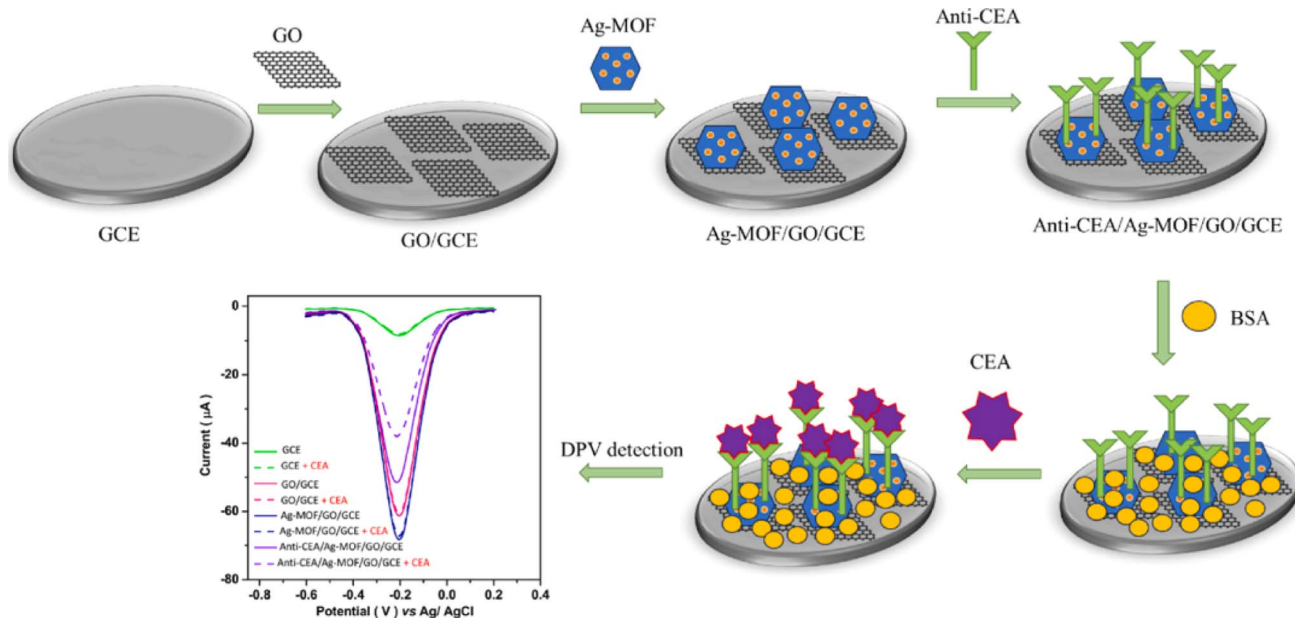 GO
Ag-MOF
Anti-CEA
GCE
GO/GCE
Ag-MOF/GO/GCE
Anti-CEA/Ag-MOF/GO/GCE
BSA
CEA
DPV detection
0
-20
-40
-60
-80
Current ( μA )
GCE
GCE + CEA
GO/GCE
GO/GCE + CEA
Ag-MOF/GO/GCE
Ag-MOF/GO/GCE + CEA
Anti-CEA/Ag-MOF/GO/GCE
Anti-CEA/Ag-MOF/GO/GCE + CEA
-0.8 -0.6 -0.4 -0.2 0.0 0.2 0.4
Potential ( V ) vs Ag/ AgCl